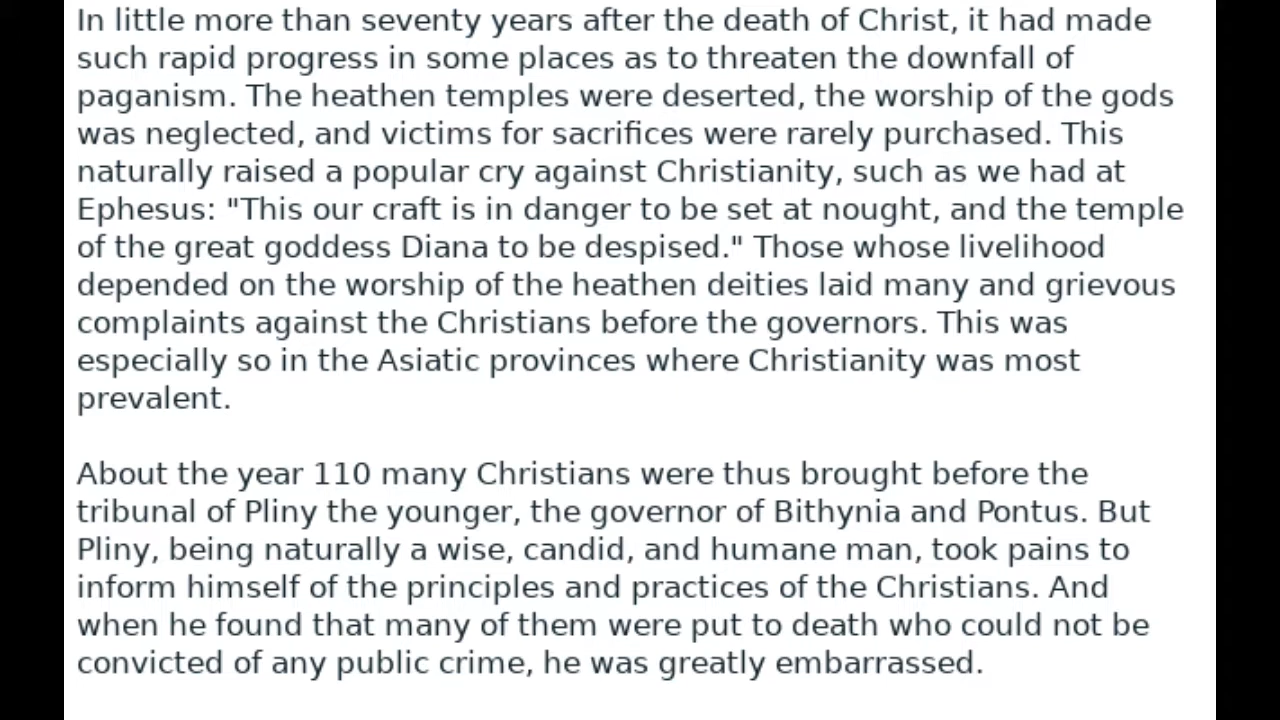 In little more than seventy years after the death of Christ, it had made
such rapid progress in some places as to threaten the downfall of
paganism. The heathen temples were deserted, the worship of the gods
was neglected, and victims for sacrifices were rarely purchased. This
naturally raised a popular cry against Christianity, such as we had at
Ephesus: "This our craft is in danger to be set at nought, and the temple
of the great goddess Diana to be despised." Those whose livelihood
depended on the worship of the heathen deities laid many and grievous
complaints against the Christians before the governors. This was
especially so in the Asiatic provinces where Christianity was most
prevalent.
About the year 110 many Christians were thus brought before the
tribunal of Pliny the younger, the governor of Bithynia and Pontus. But
Pliny, being naturally a wise, candid, and humane man, took pains to
inform himself of the principles and practices of the Christians. And
when he found that many of them were put to death who could not be
convicted of any public crime, he was greatly embarrassed.